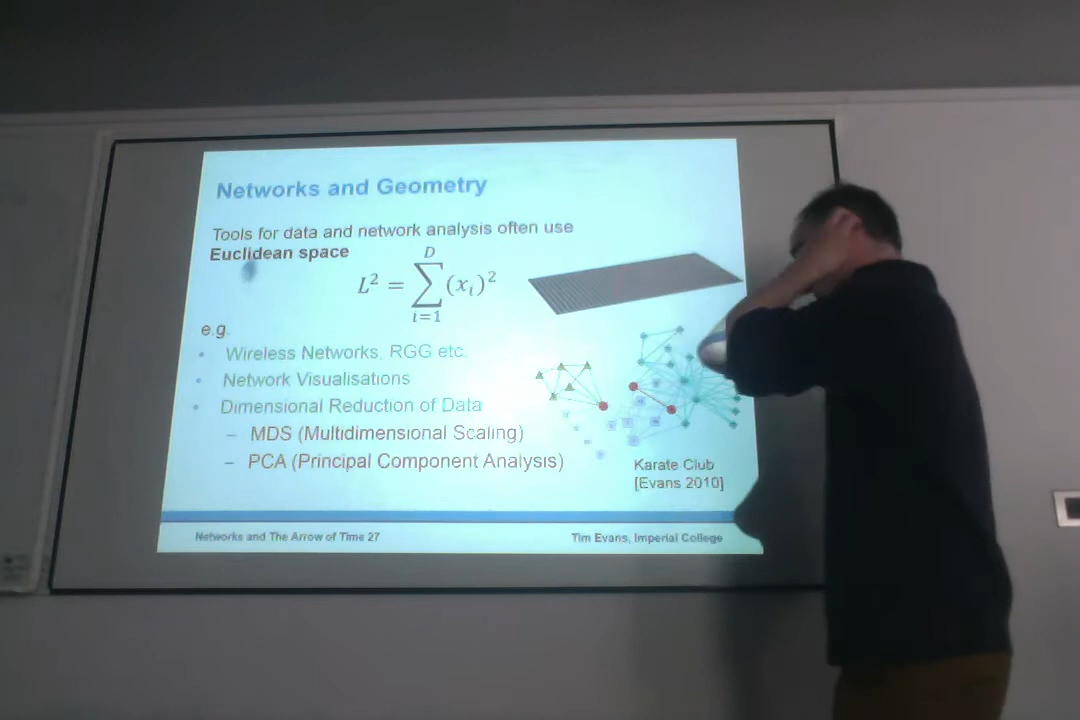 Networks and Geometry
Tools for data and network analysis often use
Euclidean space
L² = ∑ᵢ₌₁ᴰ (xᵢ)²
e.g.
• Wireless Networks, RGG etc.
• Network Visualisations
• Dimensional Reduction of Data
– MDS (Multidimensional Scaling)
– PCA (Principal Component Analysis)
Karate Club
[Evans 2010]
Networks and The Arrow of Time 27
Tim Evans, Imperial College